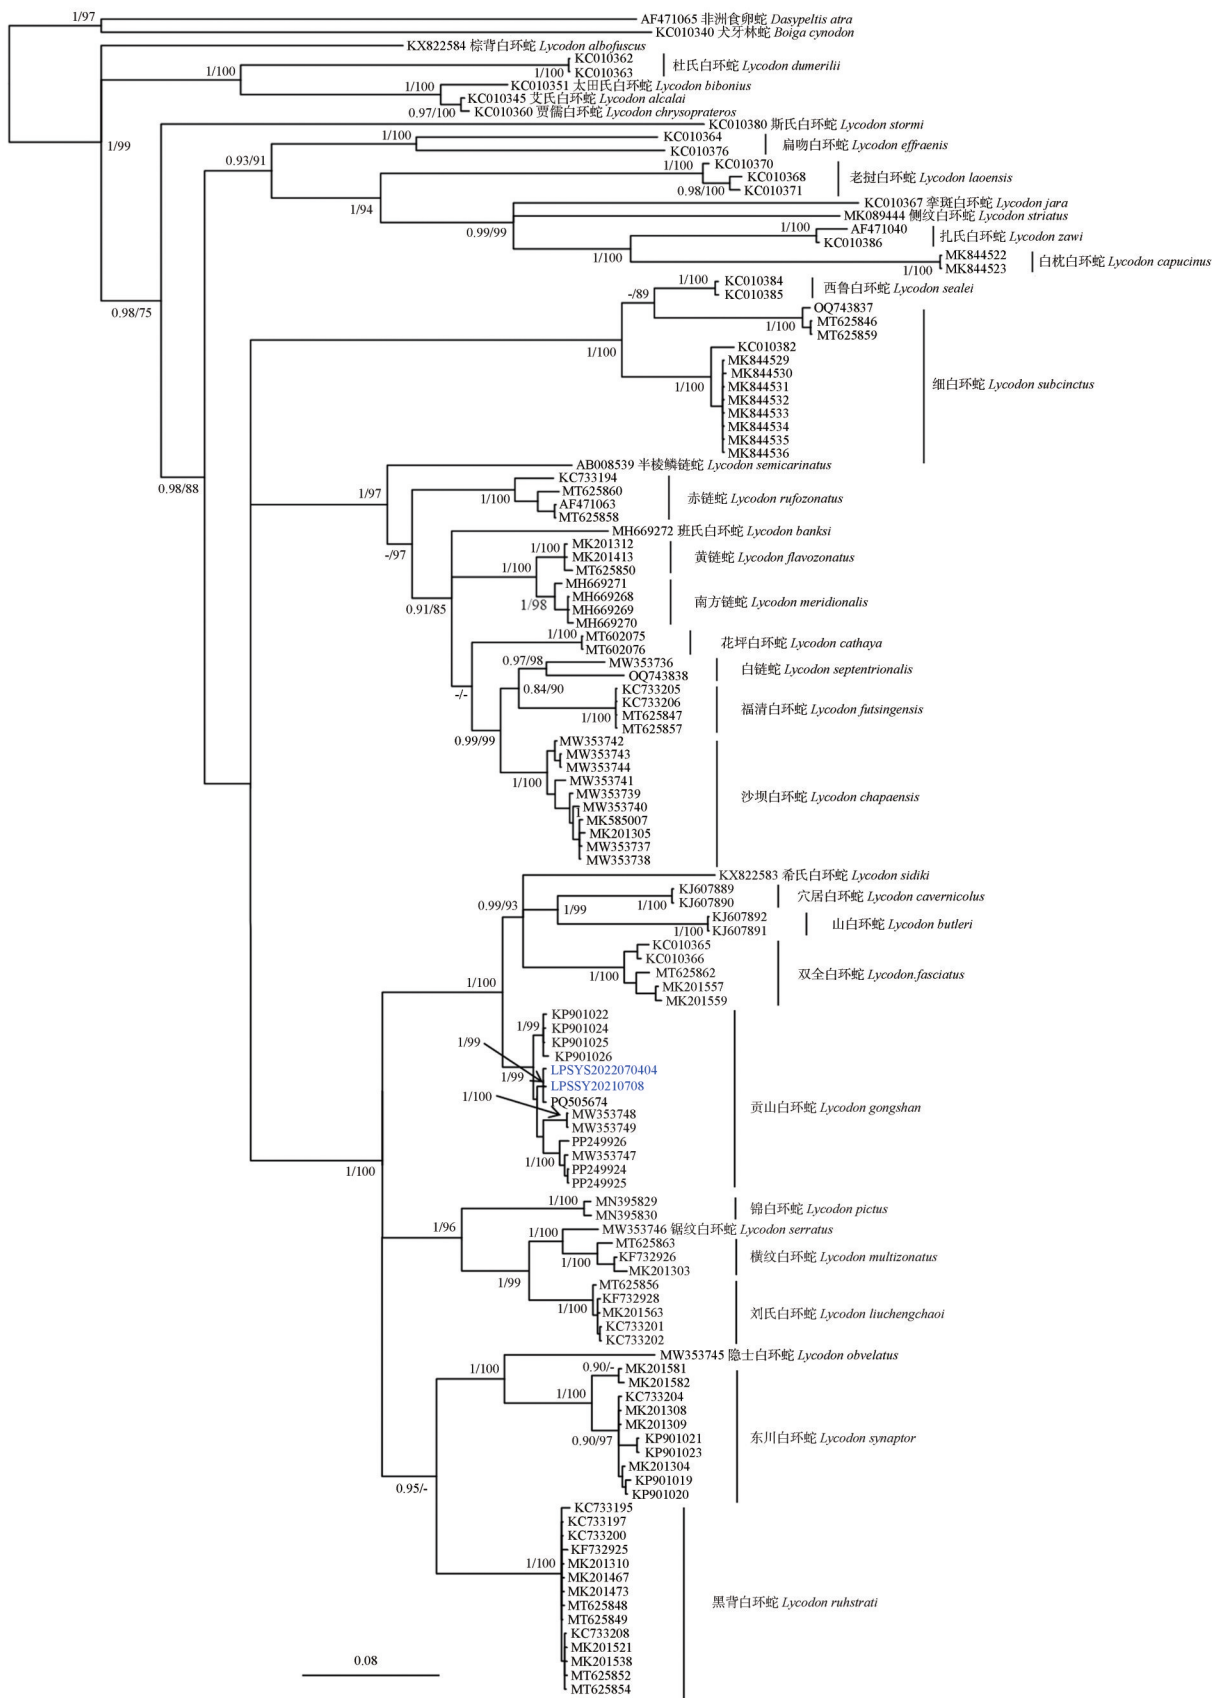 1/97
AF471065 非洲食卵蛇 Dasypeltis atra
KC010340 犬牙林蛇 Boiga cynodon
KX822584 棕背白环蛇 Lycodon albofuscus
KC010362
1/100
1/100 KC010363
杜氏白环蛇 Lycodon dumerilii
1/100
KC010351 太田氏白环蛇 Lycodon bibonius
KC010345 艾氏白环蛇 Lycodon alcalai
0.97/100
KC010360 贾儒白环蛇 Lycodon chrysoprateros
KC010380 斯氏白环蛇 Lycodon stormi
1/99
1/100
KC010364
KC010376
扁吻白环蛇 Lycodon effraenis
0.93/91
1/100
KC010370
KC010368
0.98/100
KC010371
老挝白环蛇 Lycodon laoensis
1/94
KC010367 孪斑白环蛇 Lycodon jara
MK089444 侧纹白环蛇 Lycodon striatus
0.99/99
1/100
AF471040
KC010386
扎氏白环蛇 Lycodon zawi
1/100
MK844522
1/100
MK844523
白枕白环蛇 Lycodon capucinus
0.98/75
1/100
KC010384
KC010385
西鲁白环蛇 Lycodon sealei
-/89
OQ743837
1/100
MT625846
MT625859
1/100
KC010382
MK844529
MK844530
1/100
MK844531
MK844532
MK844533
MK844534
MK844535
MK844536
细白环蛇 Lycodon subcinctus
0.98/88
AB008539 半棱鳞链蛇 Lycodon semicarinatus
1/97
KC733194
1/100
MT625860
AF471063
MT625858
赤链蛇 Lycodon rufozonatus
-/97
MH669272 班氏白环蛇 Lycodon banksi
1/100
MK201312
MK201413
MT625850
黄链蛇 Lycodon flavozonatus
1/100
MH669271
1/98
MH669268
MH669269
MH669270
南方链蛇 Lycodon meridionalis
0.91/85
1/100
MT602075
MT602076
花坪白环蛇 Lycodon cathaya
-/-
0.97/98
MW353736
OQ743838
白链蛇 Lycodon septentrionalis
0.84/90
KC733205
KC733206
1/100
MT625847
MT625857
福清白环蛇 Lycodon futsingensis
0.99/99
MW353742
MW353743
MW353744
1/100
MW353741
MW353739
MW353740
MK585007
MK201305
MW353737
MW353738
沙坝白环蛇 Lycodon chapaensis
KX822583 希氏白环蛇 Lycodon sidiki
0.99/93
KJ607889
1/100
KJ607890
穴居白环蛇 Lycodon cavernicolus
1/99
KJ607892
1/100
KJ607891
山白环蛇 Lycodon butleri
KC010365
KC010366
1/100
MT625862
MK201557
MK201559
双全白环蛇 Lycodon.fasciatus
1/100
KP901022
1/99
KP901024
KP901025
KP901026
1/99
1/99
LPSYS2022070404
LPSSY20210708
PQ505674
1/100
MW353748
MW353749
PP249926
1/100
MW353747
PP249924
PP249925
贡山白环蛇 Lycodon gongshan
1/100
1/100
MN395829
MN395830
锦白环蛇 Lycodon pictus
1/96
1/100
MW353746 锯纹白环蛇 Lycodon serratus
MT625863
1/100
KF732926
MK201303
横纹白环蛇 Lycodon multizonatus
1/99
MT625856
KF732928
1/100
MK201563
KC733201
KC733202
刘氏白环蛇 Lycodon liuchengchaoi
MW353745 隐士白环蛇 Lycodon obvelatus
1/100
0.90/-
MK201581
MK201582
1/100
KC733204
MK201308
MK201309
0.90/97
KP901021
KP901023
MK201304
KP901019
KP901020
东川白环蛇 Lycodon synaptor
0.95/-
KC733195
KC733197
KC733200
KF732925
1/100
MK201310
MK201467
MK201473
MT625848
MT625849
KC733208
MK201521
MK201538
MT625852
MT625854
黑背白环蛇 Lycodon ruhstrati
0.08